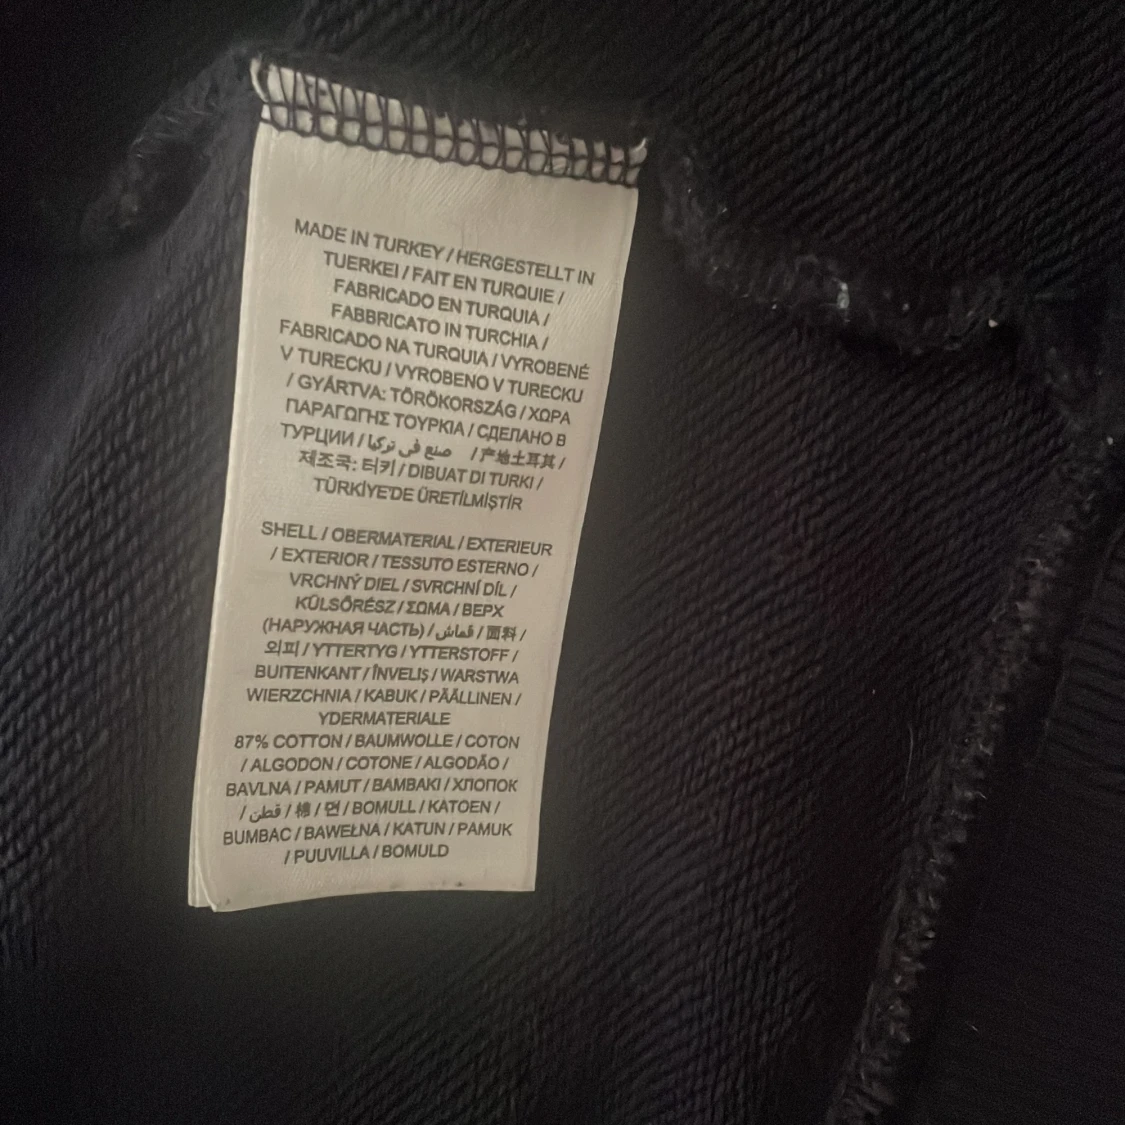 MADE IN TURKEY / HERGESTELLT IN
TUERKEI / FAIT EN TURQUIE /
FABRICADO EN TURQUIA /
FABBRICATO IN TURCHIA /
FABRICADO NA TURQUIA / VYROBENÉ
V TURECKU / VYROBENO V TURECKU
/ GYÁRTVA: TÖRÖKORSZÁG / ΧΩΡΑ
ΠΑΡΑΓΩΓΗΣ ΤΟΥΡΚΙΑ / СДЕЛАНО В
ТУРЦИИ / صنع في تركيا / 产地土耳其 /
제조국: 터키 / DIBUAT DI TURKI /
TÜRKİYE'DE ÜRETİLMİŞTİR
SHELL / OBERMATERIAL / EXTERIEUR
/ EXTERIOR / TESSUTO ESTERNO /
VRCHNÝ DIEL / SVRCHNÍ DÍL /
KÜLSŐRÉSZ / ΣΩΜΑ / ВЕРХ
(НАРУЖНАЯ ЧАСТЬ) / قماش / 面料 /
외피 / YTTERTYG / YTTERSTOFF /
BUITENKANT / ÎNVELIŞ / WARSTWA
WIERZCHNIA / KABUK / PÄÄLLINEN /
YDERMATERIALE
87% COTTON / BAUMWOLLE / COTON
/ ALGODON / COTONE / ALGODÃO /
BAVLNA / PAMUT / ΒΑΜΒΑΚΙ / ХЛОПОК
/ قطن / 棉 / 면 / BOMULL / KATOEN /
BUMBAC / BAWEŁNA / KATUN / PAMUK
/ PUUVILLA / BOMULD